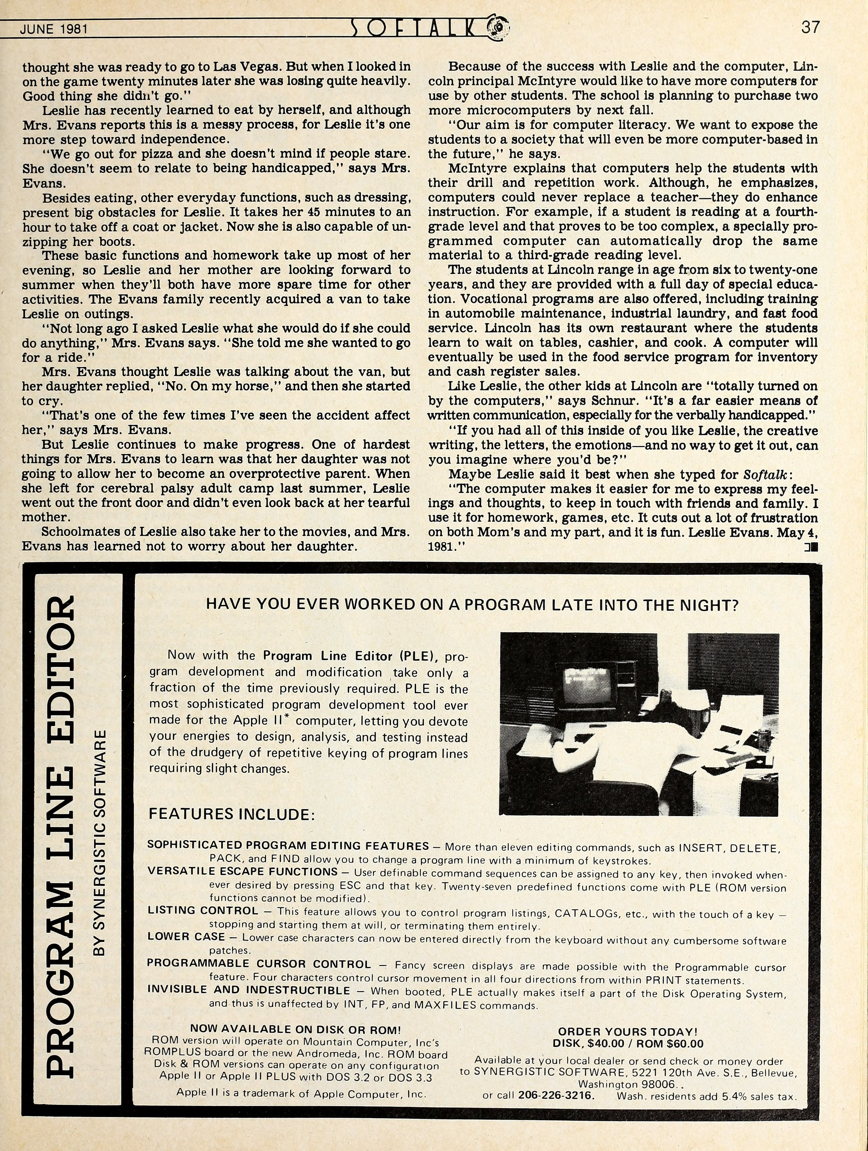 JUNE 1981
SOFTALK
37
thought she was ready to go to Las Vegas. But when I looked in
on the game twenty minutes later she was losing quite heavily.
Good thing she didn't go."
Leslie has recently learned to eat by herself, and although
Mrs. Evans reports this is a messy process, for Leslie it's one
more step toward independence.
"We go out for pizza and she doesn't mind if people stare.
She doesn't seem to relate to being handicapped," says Mrs.
Evans.
Besides eating, other everyday functions, such as dressing,
present big obstacles for Leslie. It takes her 45 minutes to an
hour to take off a coat or jacket. Now she is also capable of un-
zipping her boots.
These basic functions and homework take up most of her
evening, so Leslie and her mother are looking forward to
summer when they'll both have more spare time for other
activities. The Evans family recently acquired a van to take
Leslie on outings.
"Not long ago I asked Leslie what she would do if she could
do anything," Mrs. Evans says. "She told me she wanted to go
for a ride."
Mrs. Evans thought Leslie was talking about the van, but
her daughter replied, "No. On my horse," and then she started
to cry.
"That's one of the few times I've seen the accident affect
her," says Mrs. Evans.
But Leslie continues to make progress. One of hardest
things for Mrs. Evans to learn was that her daughter was not
going to allow her to become an overprotective parent. When
she left for cerebral palsy adult camp last summer, Leslie
went out the front door and didn't even look back at her tearful
mother.
Schoolmates of Leslie also take her to the movies, and Mrs.
Evans has learned not to worry about her daughter.
Because of the success with Leslie and the computer, Lin-
coln principal McIntyre would like to have more computers for
use by other students. The school is planning to purchase two
more microcomputers by next fall.
"Our aim is for computer literacy. We want to expose the
students to a society that will even be more computer-based in
the future," he says.
McIntyre explains that computers help the students with
their drill and repetition work. Although, he emphasizes,
computers could never replace a teacher—they do enhance
instruction. For example, if a student is reading at a fourth-
grade level and that proves to be too complex, a specially pro-
grammed computer can automatically drop the same
material to a third-grade reading level.
The students at Lincoln range in age from six to twenty-one
years, and they are provided with a full day of special educa-
tion. Vocational programs are also offered, including training
in automobile maintenance, industrial laundry, and fast food
service. Lincoln has its own restaurant where the students
learn to wait on tables, cashier, and cook. A computer will
eventually be used in the food service program for inventory
and cash register sales.
Like Leslie, the other kids at Lincoln are "totally turned on
by the computers," says Schnur. "It's a far easier means of
written communication, especially for the verbally handicapped."
"If you had all of this inside of you like Leslie, the creative
writing, the letters, the emotions—and no way to get it out, can
you imagine where you'd be?"
Maybe Leslie said it best when she typed for Softalk:
"The computer makes it easier for me to express my feel-
ings and thoughts, to keep in touch with friends and family. I
use it for homework, games, etc. It cuts out a lot of frustration
on both Mom's and my part, and it is fun. Leslie Evans. May 4,
1981."
PROGRAM LINE EDITOR
BY SYNERGISTIC SOFTWARE
HAVE YOU EVER WORKED ON A PROGRAM LATE INTO THE NIGHT?
Now with the Program Line Editor (PLE), pro-
gram development and modification take only a
fraction of the time previously required. PLE is the
most sophisticated program development tool ever
made for the Apple II* computer, letting you devote
your energies to design, analysis, and testing instead
of the drudgery of repetitive keying of program lines
requiring slight changes.
FEATURES INCLUDE:
SOPHISTICATED PROGRAM EDITING FEATURES — More than eleven editing commands, such as INSERT, DELETE,
PACK, and FIND allow you to change a program line with a minimum of keystrokes.
VERSATILE ESCAPE FUNCTIONS — User definable command sequences can be assigned to any key, then invoked when-
ever desired by pressing ESC and that key. Twenty-seven predefined functions come with PLE (ROM version
functions cannot be modified).
LISTING CONTROL — This feature allows you to control program listings, CATALOGs, etc., with the touch of a key —
stopping and starting them at will, or terminating them entirely.
LOWER CASE — Lower case characters can now be entered directly from the keyboard without any cumbersome software
patches.
PROGRAMMABLE CURSOR CONTROL — Fancy screen displays are made possible with the Programmable cursor
feature. Four characters control cursor movement in all four directions from within PRINT statements.
INVISIBLE AND INDESTRUCTIBLE — When booted, PLE actually makes itself a part of the Disk Operating System,
and thus is unaffected by INT, FP, and MAXFILES commands.
NOW AVAILABLE ON DISK OR ROM!
ROM version will operate on Mountain Computer, Inc's
ROMPLUS board or the new Andromeda, Inc. ROM board
Disk & ROM versions can operate on any configuration
Apple II or Apple II PLUS with DOS 3.2 or DOS 3.3
Apple II is a trademark of Apple Computer, Inc.
ORDER YOURS TODAY!
DISK, $40.00 / ROM $60.00
Available at your local dealer or send check or money order
to SYNERGISTIC SOFTWARE, 5221 120th Ave. S.E., Bellevue,
Washington 98006.
or call 206-226-3216. Wash. residents add 5.4% sales tax.